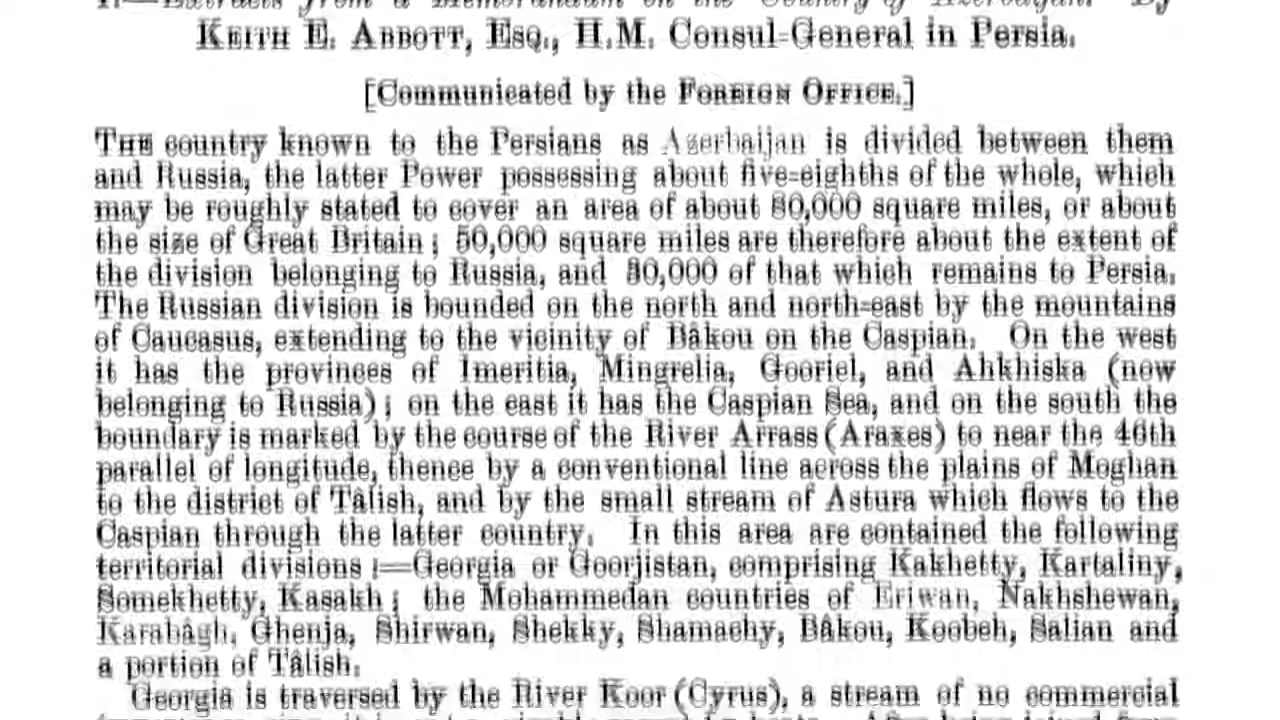 KEITH E. ABBOTT, ESQ., H.M. Consul-General in Persia.
[Communicated by the FOREIGN OFFICE.]
THE country known to the Persians as Azerbaijan is divided between them
and Russia, the latter Power possessing about five-eighths of the whole, which
may be roughly stated to cover an area of about 80,000 square miles, or about
the size of Great Britain; 50,000 square miles are therefore about the extent of
the division belonging to Russia, and 30,000 of that which remains to Persia.
The Russian division is bounded on the north and north-east by the mountains
of Caucasus, extending to the vicinity of Bâkou on the Caspian. On the west
it has the provinces of Imeritia, Mingrelia, Gooriel, and Ahkhiska (now
belonging to Russia); on the east it has the Caspian Sea, and on the south the
boundary is marked by the course of the River Arrass (Araxes) to near the 46th
parallel of longitude, thence by a conventional line across the plains of Moghan
to the district of Tâlish, and by the small stream of Astura which flows to the
Caspian through the latter country. In this area are contained the following
territorial divisions:—Georgia or Goorjistan, comprising Kakhetty, Kartaliny,
Somekhetty, Kasakh; the Mohammedan countries of Eriwan, Nakhshewan,
Karabâgh, Ghenja, Shirwan, Shekky, Shamachy, Bâkou, Koobeh, Salian and
a portion of Tâlish.
Georgia is traversed by the River Koor (Cyrus), a stream of no commercial